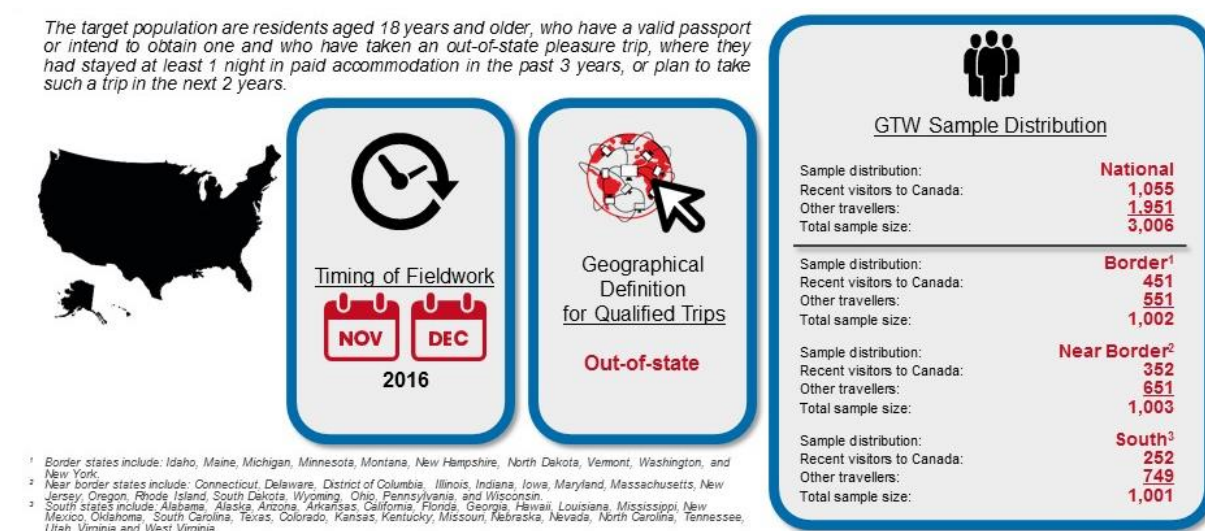 The target population are residents aged 18 years and older, who have a valid passport
or intend to obtain one and who have taken an out-of-state pleasure trip, where they
had stayed at least 1 night in paid accommodation in the past 3 years, or plan to take
such a trip in the next 2 years.
Timing of Fieldwork
NOV DEC
2016
Geographical
Definition
for Qualified Trips
Out-of-state
GTW Sample Distribution
Sample distribution: National
Recent visitors to Canada: 1,055
Other travellers: 1,951
Total sample size: 3,006
Sample distribution: Border¹
Recent visitors to Canada: 451
Other travellers: 551
Total sample size: 1,002
Sample distribution: Near Border²
Recent visitors to Canada: 352
Other travellers: 651
Total sample size: 1,003
Sample distribution: South³
Recent visitors to Canada: 252
Other travellers: 749
Total sample size: 1,001
¹ Border states include: Idaho, Maine, Michigan, Minnesota, Montana, New Hampshire, North Dakota, Vermont, Washington, and
New York.
² Near border states include: Connecticut, Delaware, District of Columbia, Illinois, Indiana, Iowa, Maryland, Massachusetts, New
Jersey, Oregon, Rhode Island, South Dakota, Wyoming, Ohio, Pennsylvania, and Wisconsin.
³ South states include: Alabama, Alaska, Arizona, Arkansas, California, Florida, Georgia, Hawaii, Louisiana, Mississippi, New
Mexico, Oklahoma, South Carolina, Texas, Colorado, Kansas, Kentucky, Missouri, Nebraska, Nevada, North Carolina, Tennessee,
Utah, Virginia and West Virginia.